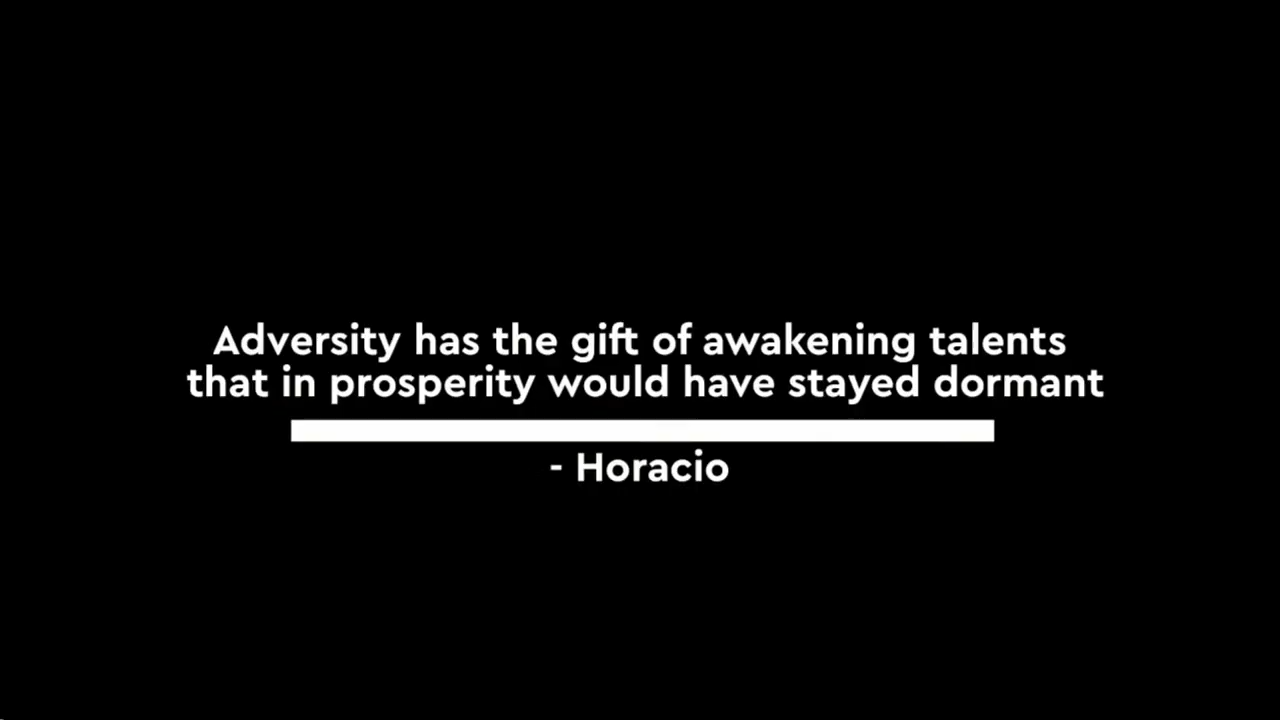 Adversity has the gift of awakening talents
that in prosperity would have stayed dormant
- Horacio